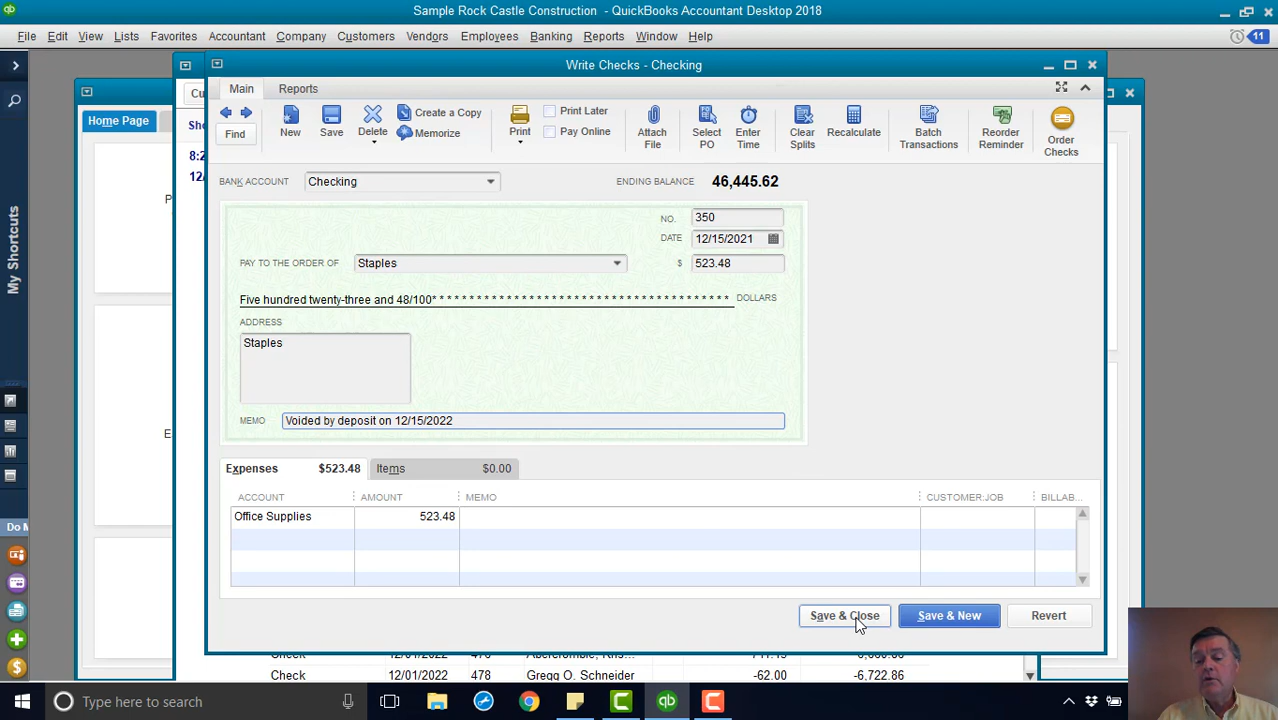 Sample Rock Castle Construction - QuickBooks Accountant Desktop 2018
File Edit View Lists Favorites Accountant Company Customers Vendors Employees Banking Reports Window Help
11
Write Checks - Checking
Main Reports
Home Page
Find New Save Delete Create a Copy Memorize Print Print Later Pay Online Attach File Select PO Enter Time Clear Splits Recalculate Batch Transactions Reorder Reminder Order Checks
My Shortcuts
BANK ACCOUNT Checking ENDING BALANCE 46,445.62
NO. 350
DATE 12/15/2021
PAY TO THE ORDER OF Staples $ 523.48
Five hundred twenty-three and 48/100* * * * * * * * * * * * * * * * * * * * * * * * * * * * * * * * * * * * * * * * DOLLARS
ADDRESS
Staples
MEMO Voided by deposit on 12/15/2022
Expenses $523.48 Items $0.00
ACCOUNT AMOUNT MEMO CUSTOMER:JOB BILLAB...
Office Supplies 523.48
Save & Close Save & New Revert
Check 12/01/2022 478 Gregg O. Schneider -62.00 -6,722.86
Type here to search